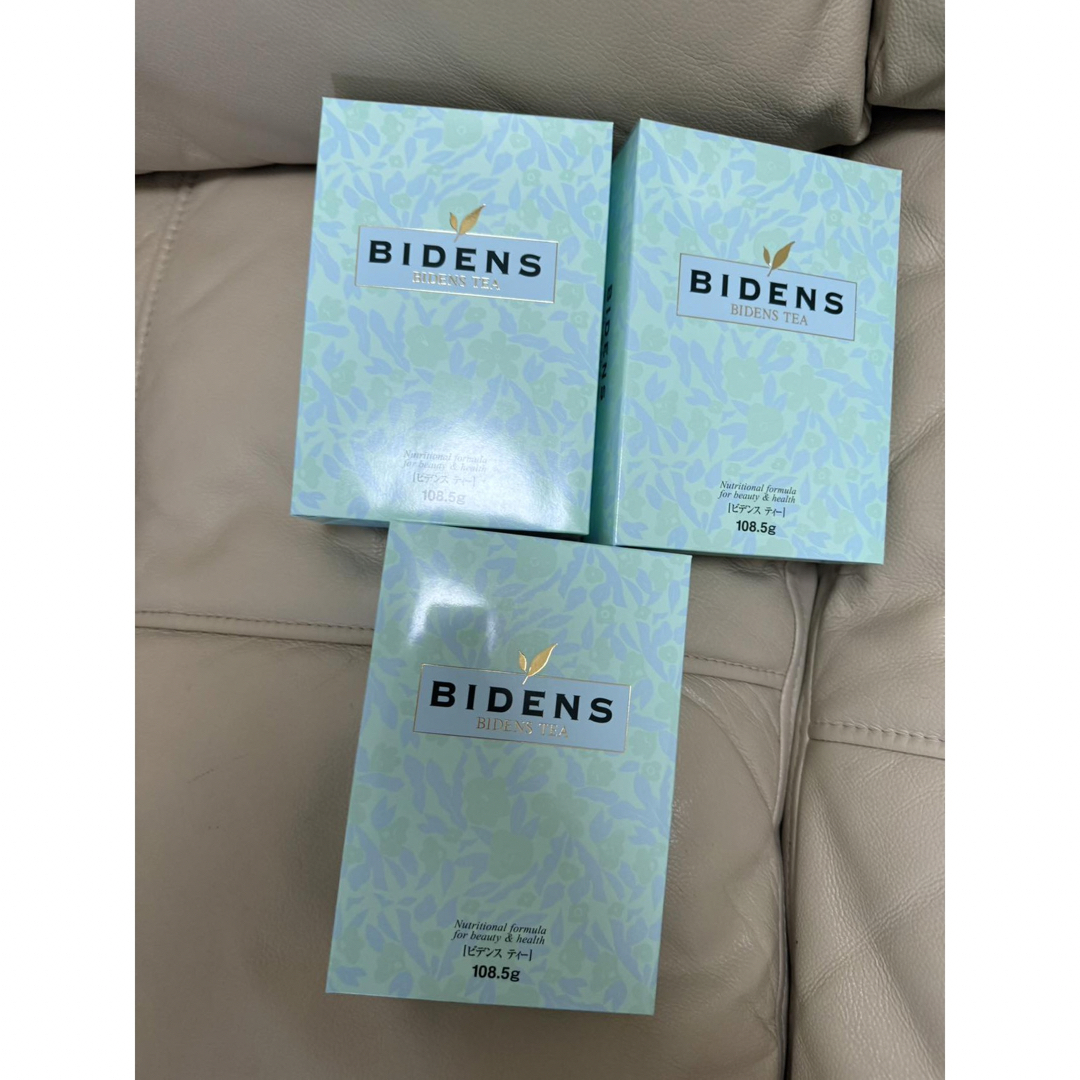 BIDENS
BIDENS TEA
Nutritional formula
for beauty & health
[ビデンス ティー]
108.5g
BIDENS
BIDENS
BIDENS TEA
Nutritional formula
for beauty & health
[ビデンス ティー]
108.5g
BIDENS
BIDENS TEA
Nutritional formula
for beauty & health
[ビデンス ティー]
108.5g